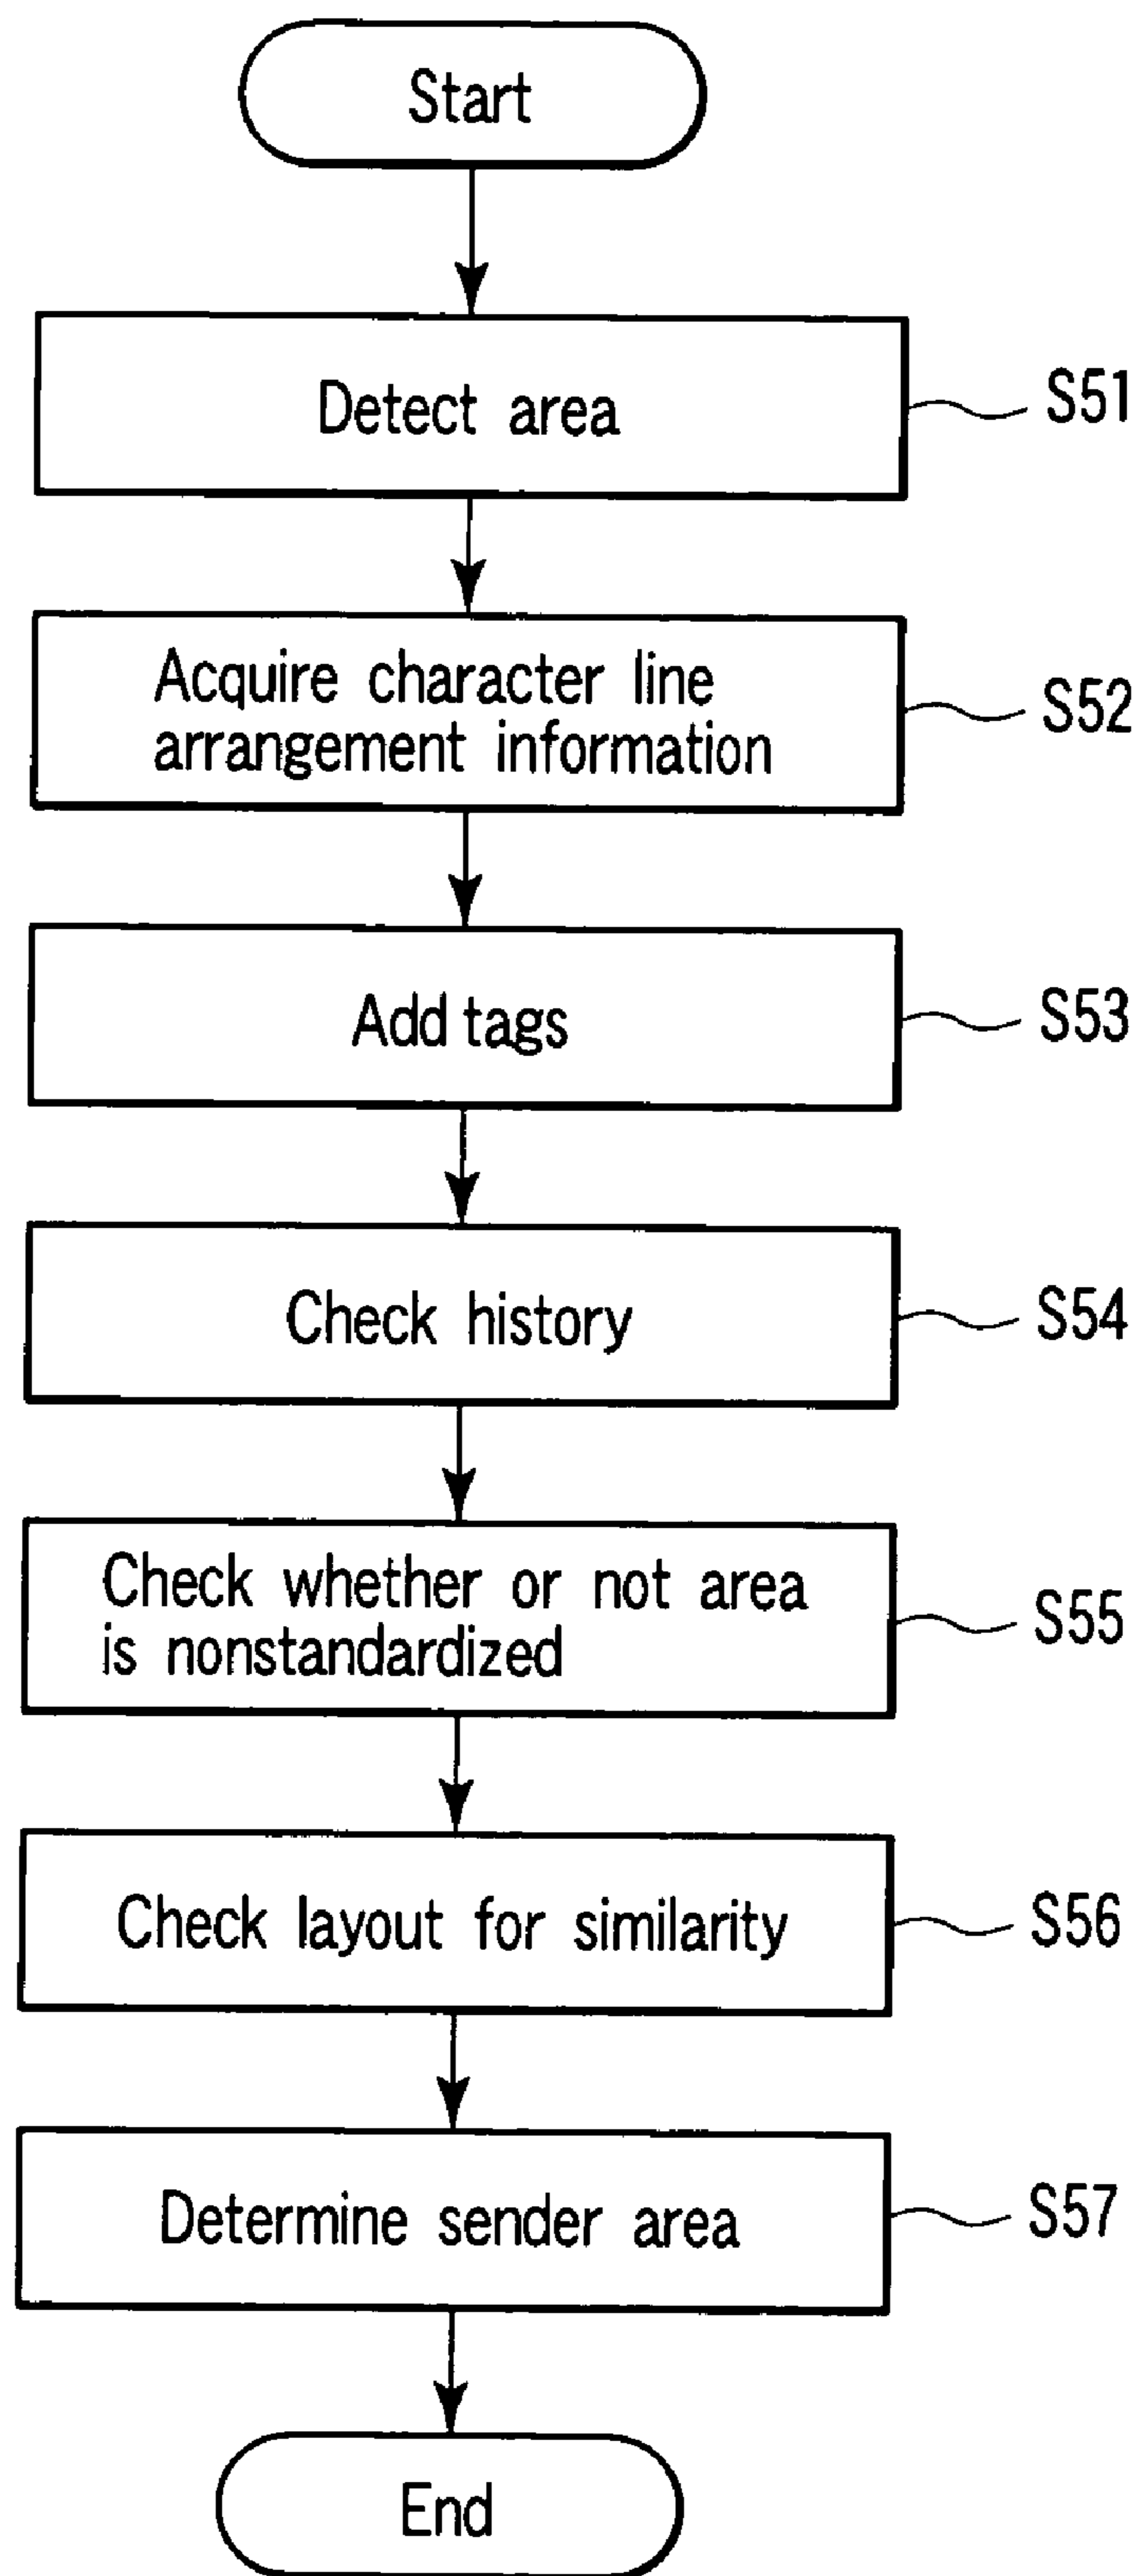 Start
Detect area
S51
Acquire character line
arrangement information
S52
Add tags
S53
Check history
S54
Check whether or not area
is nonstandardized
S55
Check layout for similarity
S56
Determine sender area
S57
End